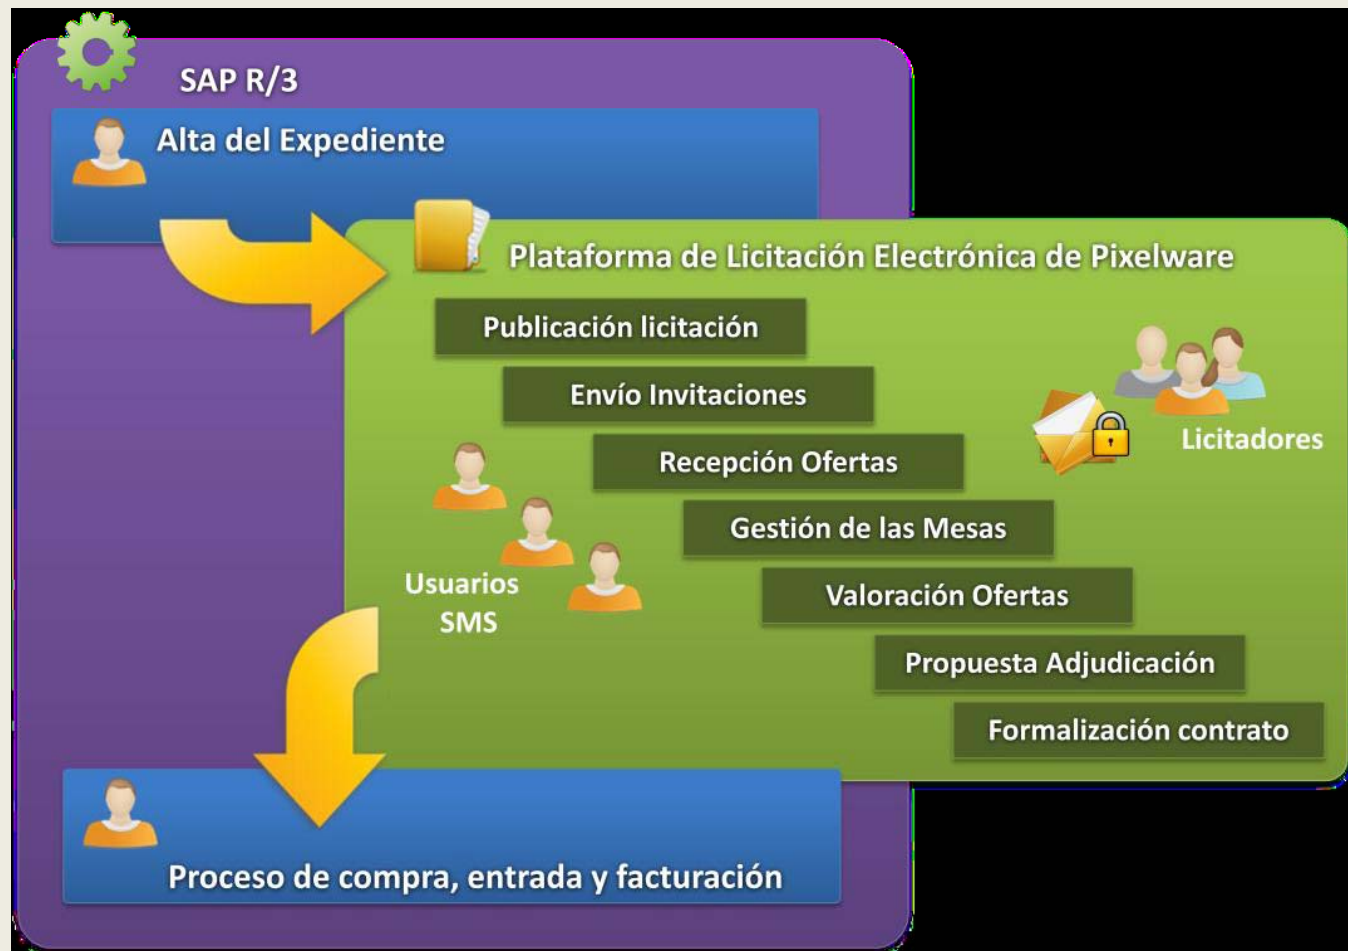 SAP R/3
Alta del Expediente
Plataforma de Licitación Electrónica de Pixelware
Publicación licitación
Envío Invitaciones
Licitadores
Recepción Ofertas
Gestión de las Mesas
Usuarios
SMS
Valoración Ofertas
Propuesta Adjudicación
Formalización contrato
Proceso de compra, entrada y facturación